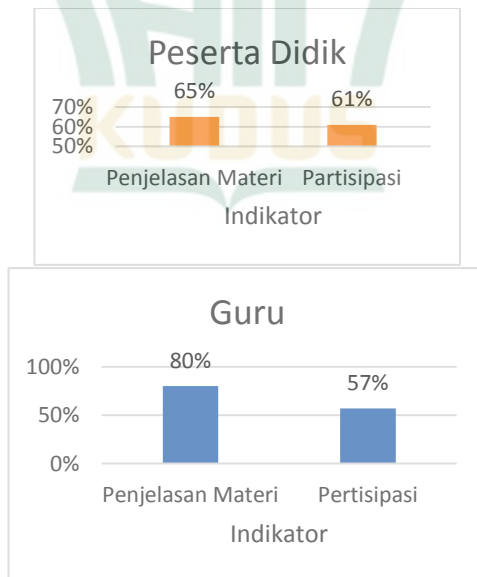 Peserta Didik
65% 61%
70%
60%
50%
Penjelasan Materi Partisipasi
Indikator
KUDUS
Guru
80%
57%
100%
50%
0%
Penjelasan Materi Pertisipasi
Indikator